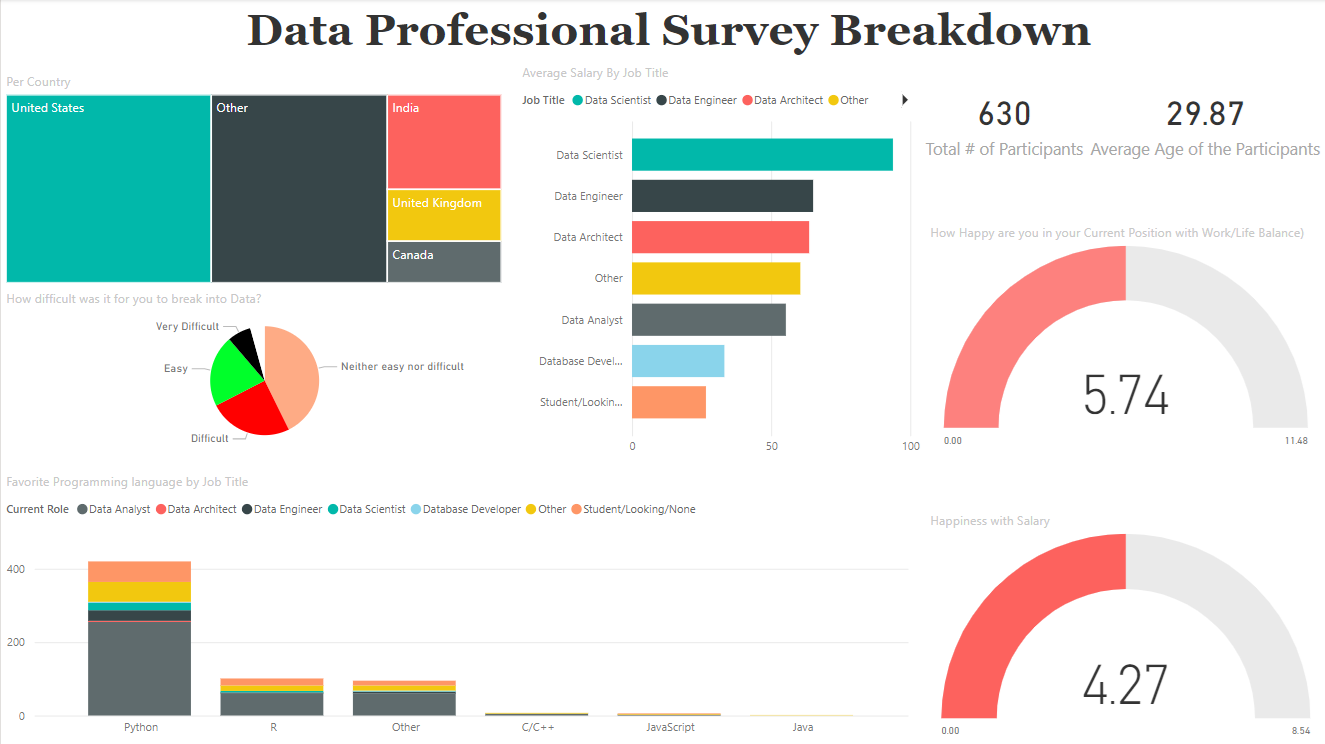 Data Professional Survey Breakdown
Per Country
United States
Other
India
United Kingdom
Canada
How difficult was it for you to break into Data?
Very Difficult
Easy
Difficult
Neither easy nor difficult
Average Salary By Job Title
Job Title Data Scientist Data Engineer Data Architect Other
Data Scientist
Data Engineer
Data Architect
Other
Data Analyst
Database Devel...
Student/Lookin...
0 50 100
630
Total # of Participants
29.87
Average Age of the Participants
How Happy are you in your Current Position with Work/Life Balance)
5.74
0.00 11.48
Favorite Programming language by Job Title
Current Role Data Analyst Data Architect Data Engineer Data Scientist Database Developer Other Student/Looking/None
400
200
0
Python R Other C/C++ JavaScript Java
Happiness with Salary
4.27
0.00 8.54